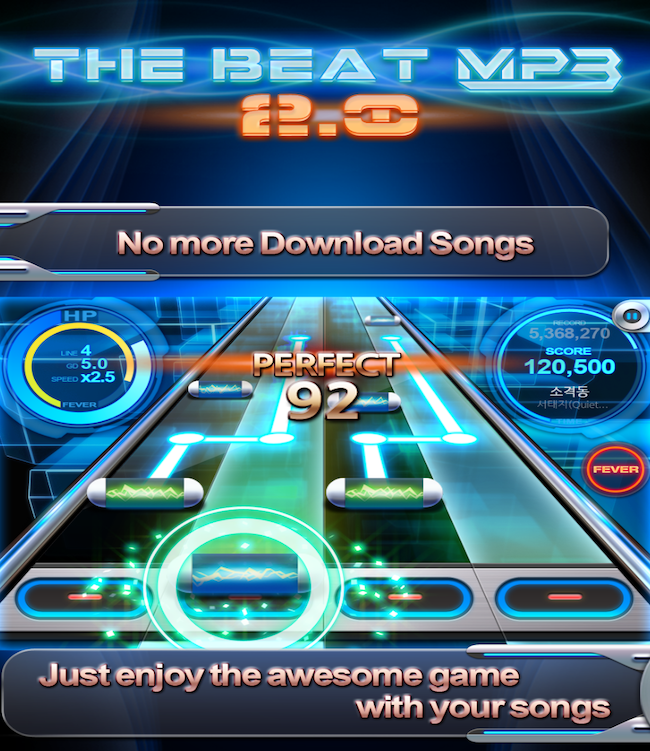 THE BEAT MP3
2.0
No more Download Songs
HP
LINE 4
GD 5.0
SPEED x2.5
FEVER
PERFECT
92
RECORD
5,368,270
SCORE
120,500
소격동
서태지(Quiet...
FEVER
Just enjoy the awesome game
with your songs